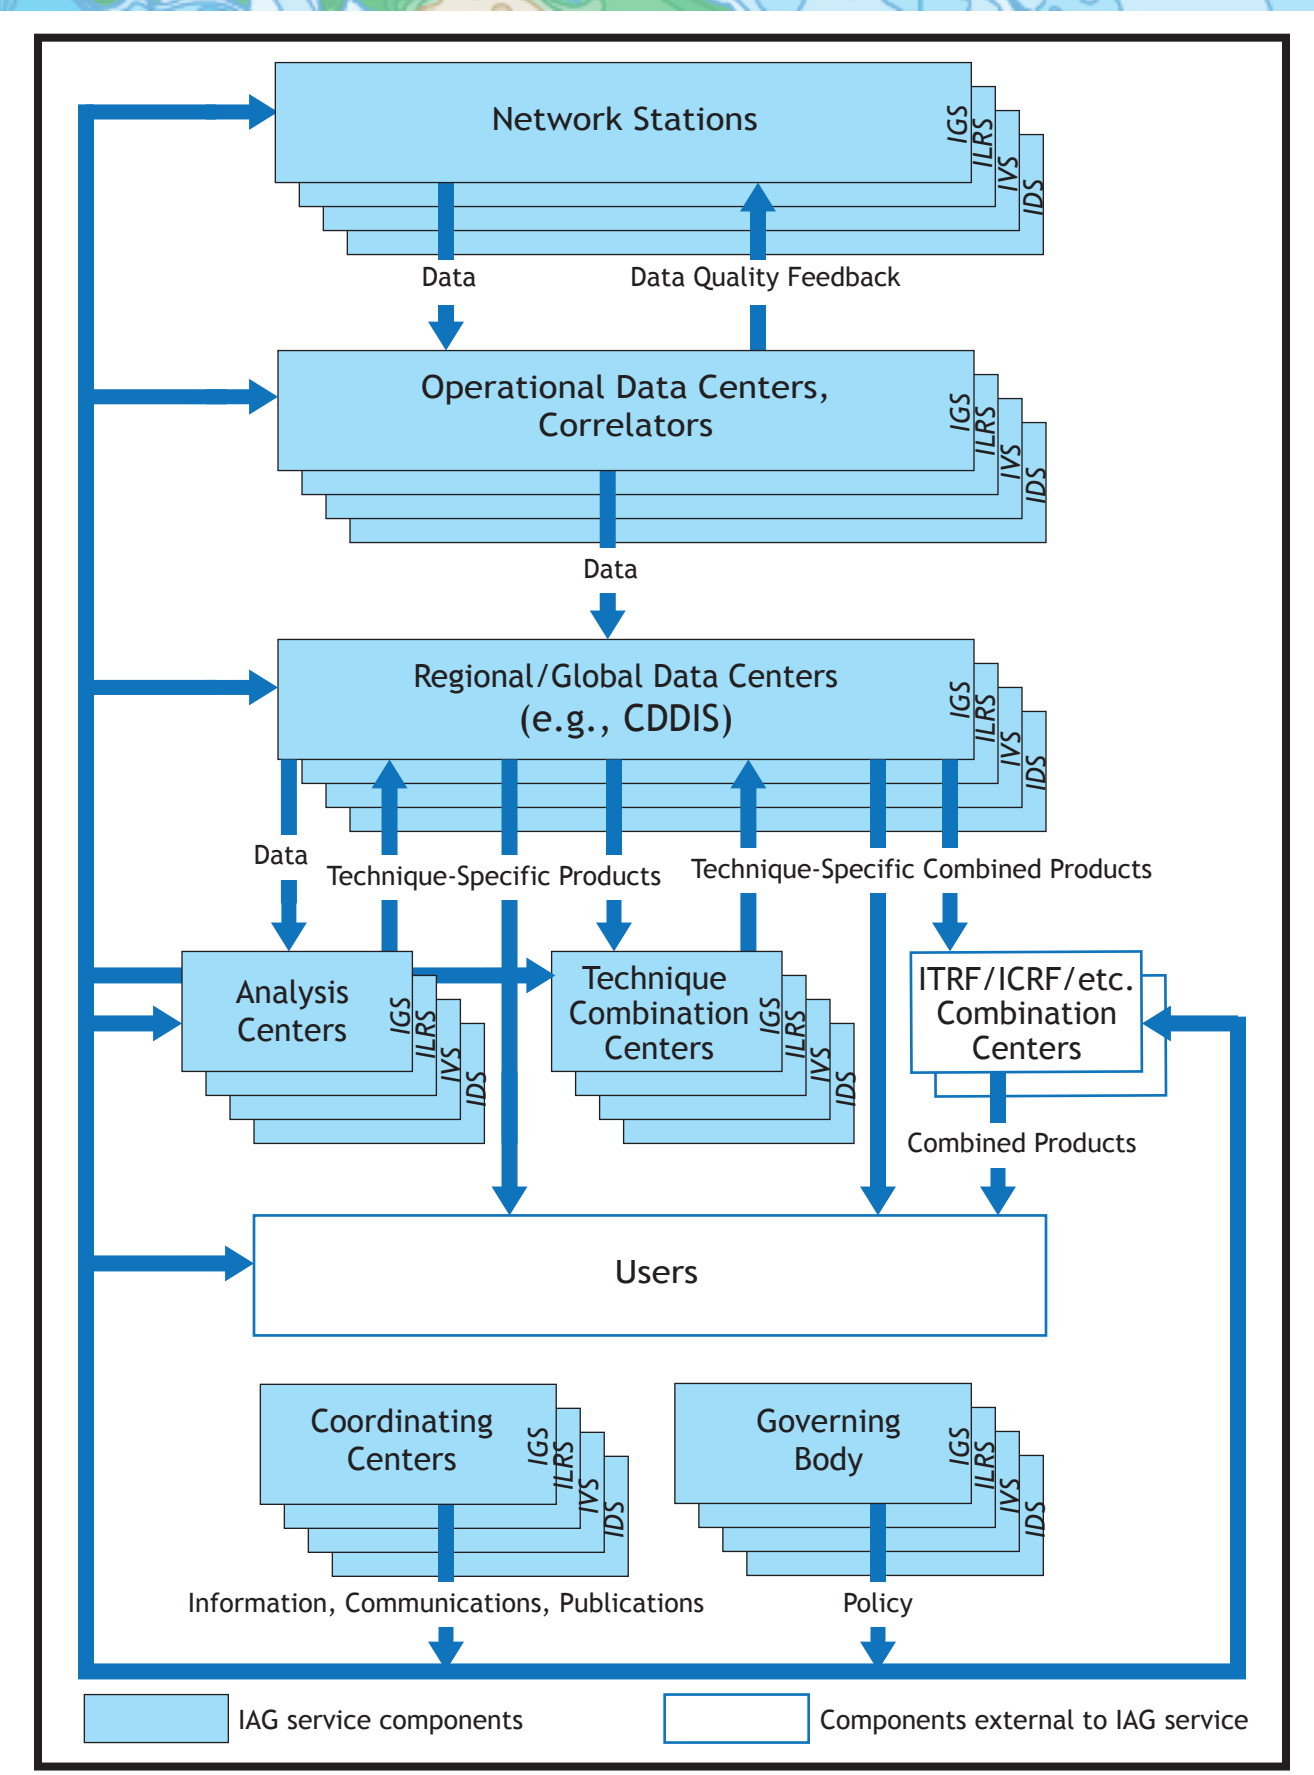 Network Stations
IGS
ILRS
IVS
IDS
Data
Data Quality Feedback
Operational Data Centers,
Correlators
IGS
ILRS
IVS
IDS
Data
Regional/Global Data Centers
(e.g., CDDIS)
IGS
ILRS
IVS
IDS
Data
Technique-Specific Products
Technique-Specific Combined Products
Analysis
Centers
IGS
ILRS
IVS
IDS
Technique
Combination
Centers
IGS
ILRS
IVS
IDS
ITRF/ICRF/etc.
Combination
Centers
Combined Products
Users
Coordinating
Centers
IGS
ILRS
IVS
IDS
Governing
Body
IGS
ILRS
IVS
IDS
Information, Communications, Publications
Policy
IAG service components
Components external to IAG service